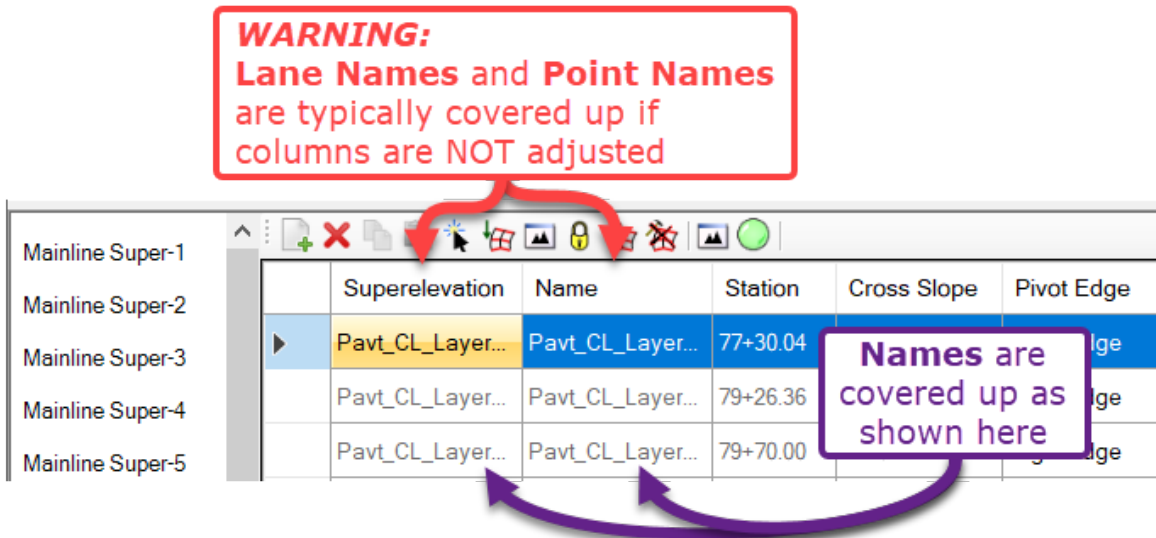 WARNING:
Lane Names and Point Names
are typically covered up if
columns are NOT adjusted
Mainline Super-1
Mainline Super-2
Mainline Super-3
Mainline Super-4
Mainline Super-5
Superelevation Name Station Cross Slope Pivot Edge
Pavt_CL_Layer... Pavt_CL_Layer... 77+30.04
Pavt_CL_Layer... Pavt_CL_Layer... 79+26.36
Pavt_CL_Layer... Pavt_CL_Layer... 79+70.00
Names are
covered up as
shown here